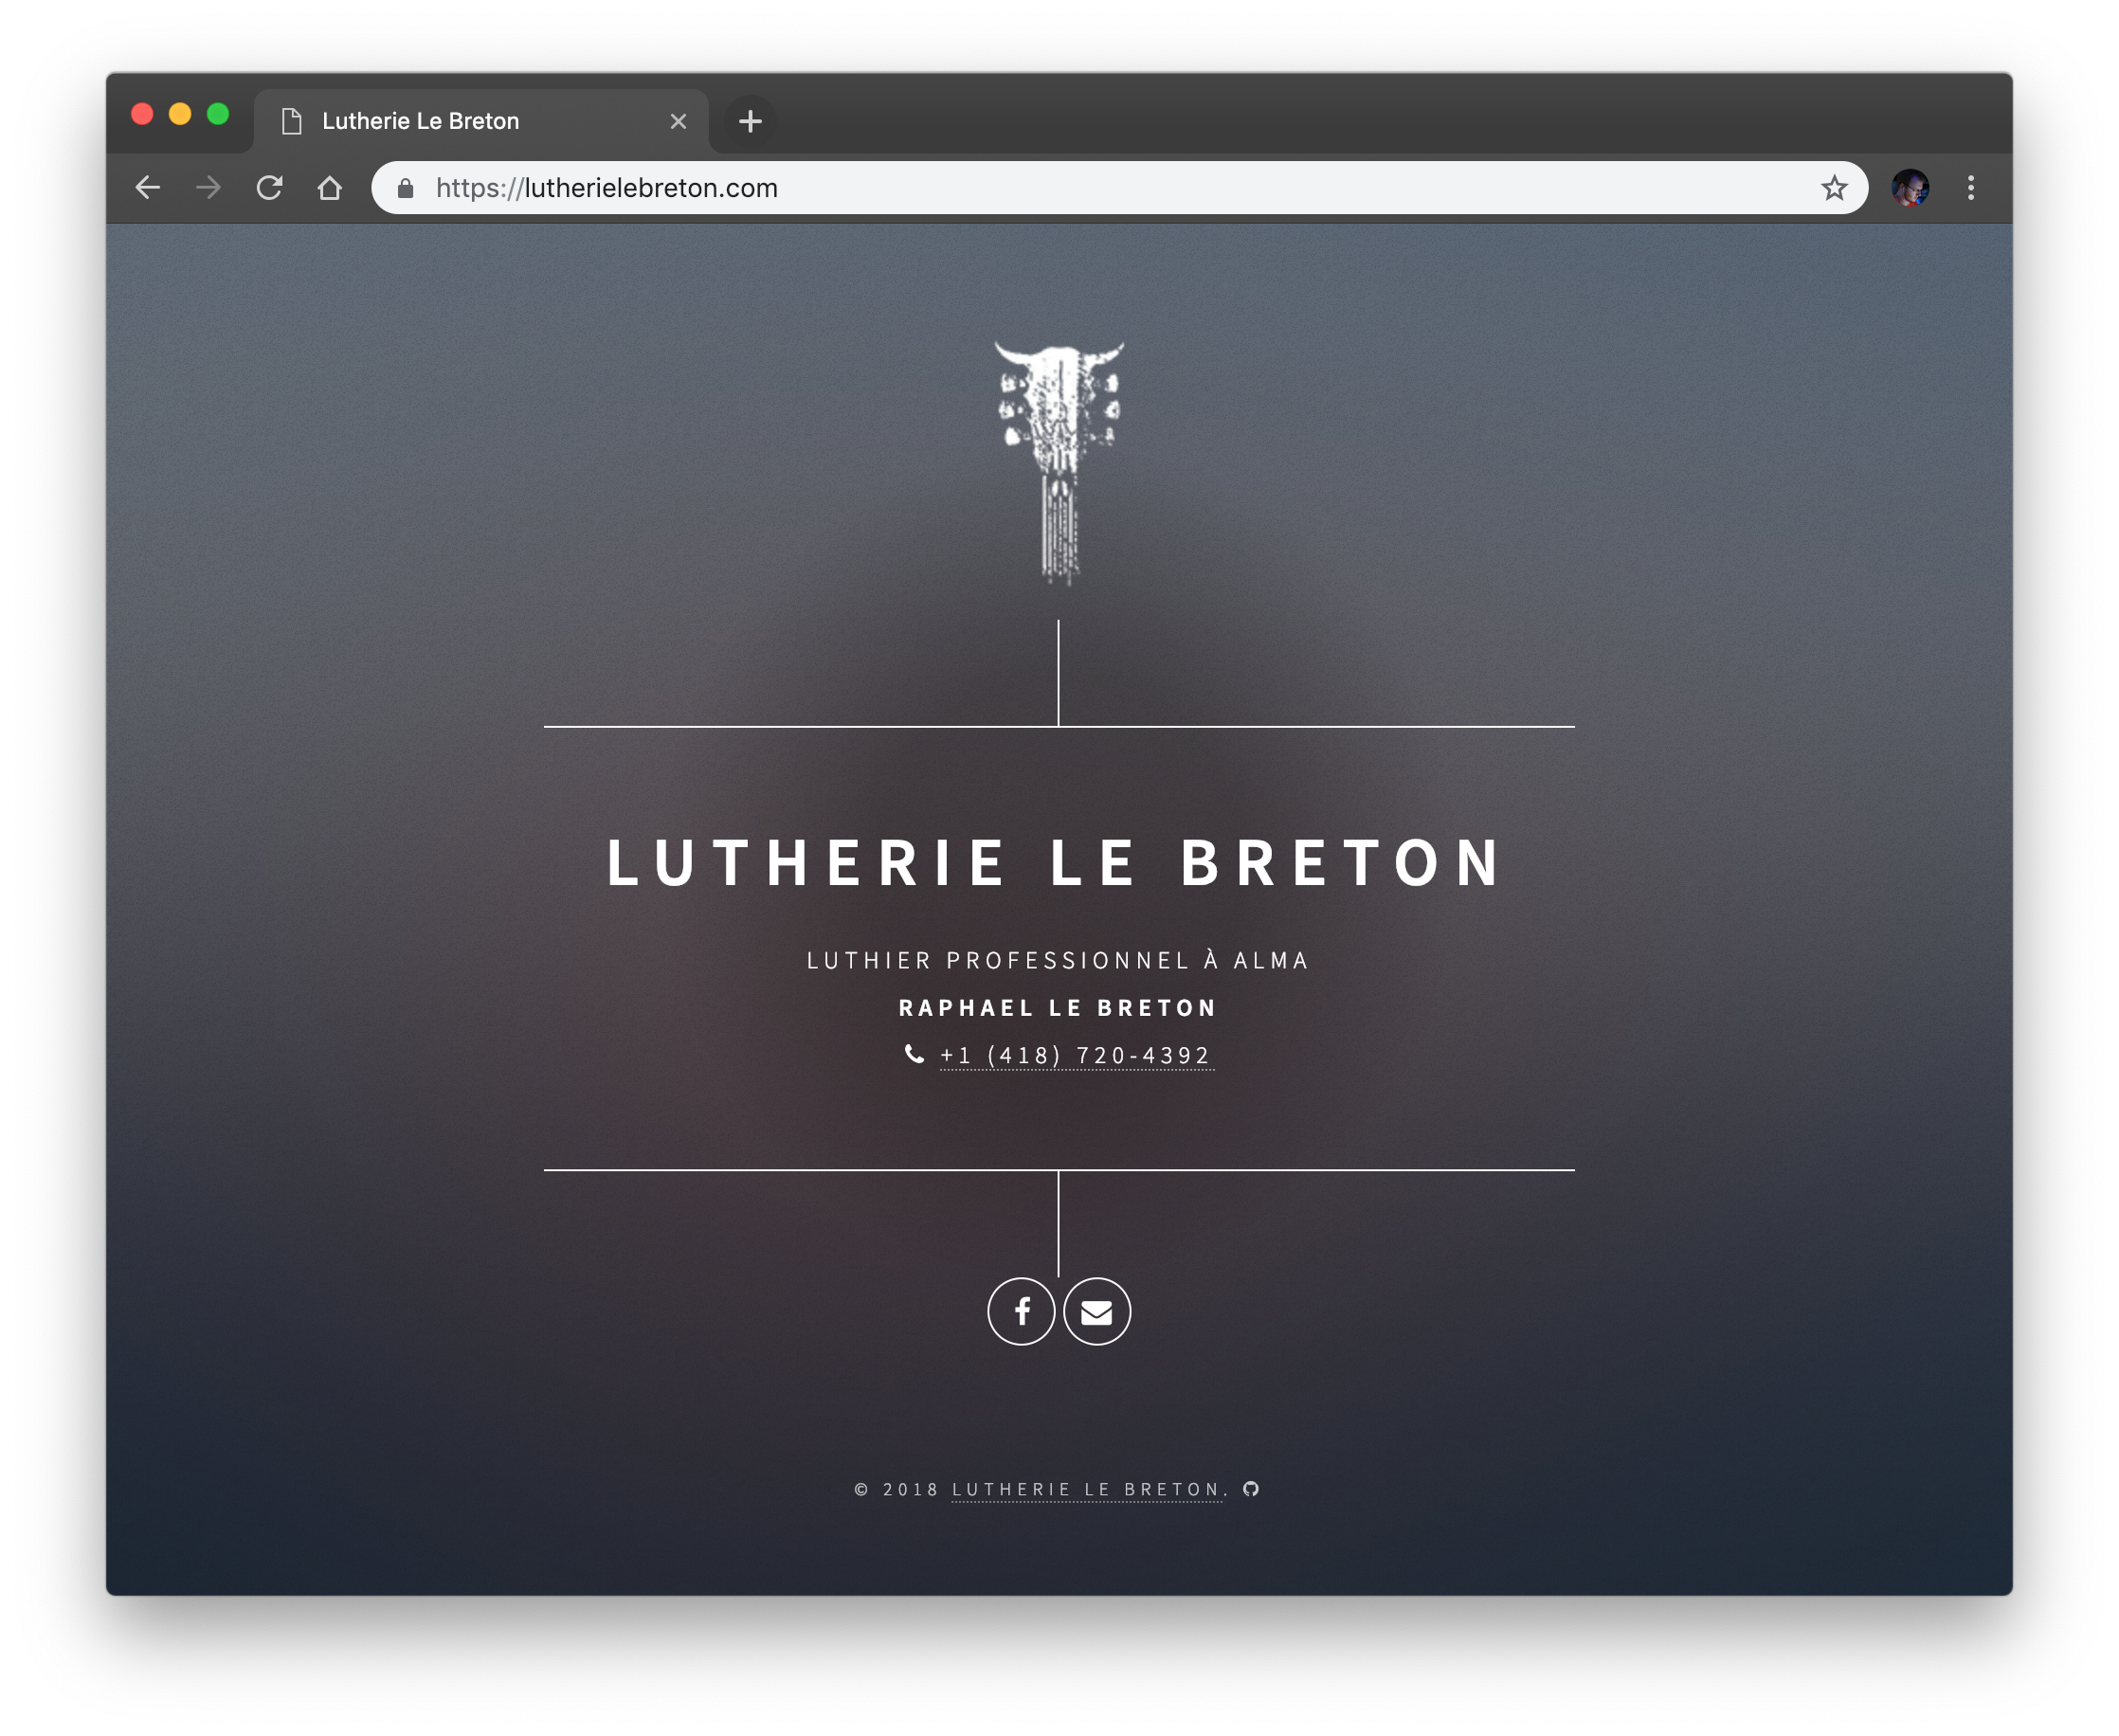 Lutherie Le Breton
https://lutherielebreton.com
LUTHERIE LE BRETON
LUTHIER PROFESSIONNEL À ALMA
RAPHAEL LE BRETON
+1 (418) 720-4392
© 2018 LUTHERIE LE BRETON.